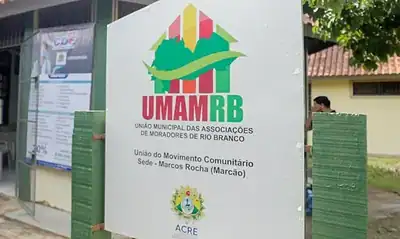 UMAMRB
UNIÃO MUNICIPAL DAS ASSOCIAÇÕES
DE MORADORES DE RIO BRANCO
União do Movimento Comunitário
Sede - Marcos Rocha (Marcão)
ACRE